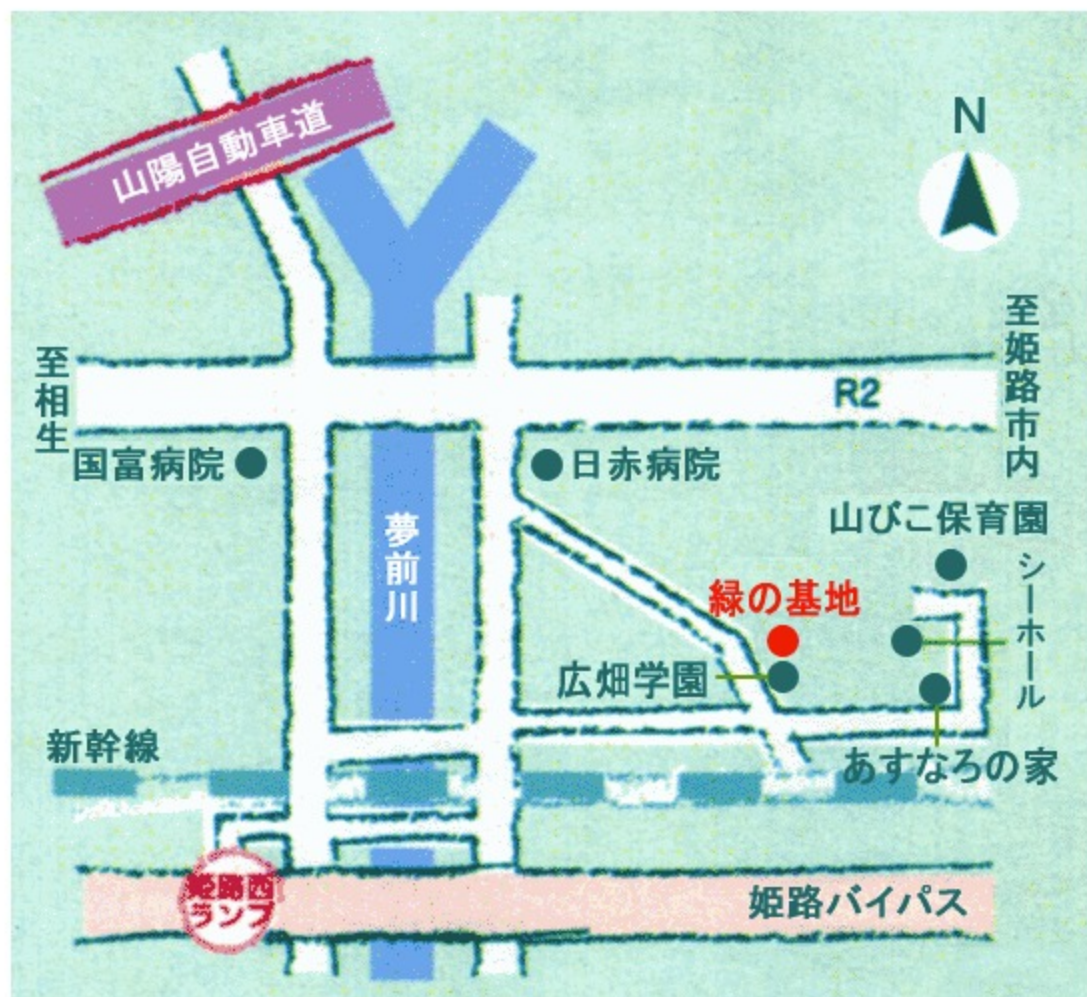 山陽自動車道
N
至姫路市内
至相生
R2
国富病院
日赤病院
山びこ保育園
夢前川
シーホール
緑の基地
広畑学園
新幹線
あすなろの家
姫路西
ランプ
姫路バイパス